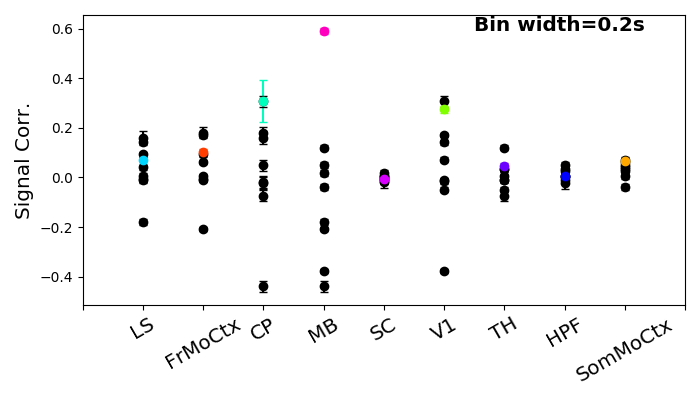 Bin width=0.2s
Signal Corr.
0.6
0.4
0.2
0.0
−0.2
−0.4
LS
FrMoCtx
CP
MB
SC
V1
TH
HPF
SomMoCtx